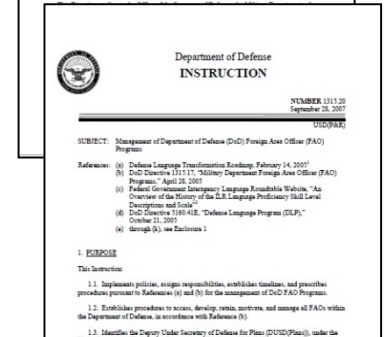 Department of Defense
INSTRUCTION
NUMBER 1315.20
September 28, 2007
USD(P&R)
SUBJECT: Management of Department of Defense (DoD) Foreign Area Officer (FAO)
Programs
References: (a) Defense Language Transformation Roadmap, February 14, 2005¹
(b) DoD Directive 1315.17, "Military Department Foreign Area Officer (FAO)
Programs," April 28, 2005
(c) Federal Government Interagency Language Roundtable Website, "An
Overview of the History of the ILR Language Proficiency Skill Level
Descriptions and Scale"²
(d) DoD Directive 5160.41E, "Defense Language Program (DLP),"
October 21, 2005
(e) through (k), see Enclosure 1
1. PURPOSE
This Instruction:
1.1. Implements policies, assigns responsibilities, establishes timelines, and prescribes
procedures pursuant to References (a) and (b) for the management of DoD FAO Programs.
1.2. Establishes procedures to access, develop, retain, motivate, and manage all FAOs within
the Department of Defense, in accordance with Reference (b).
1.3. Identifies the Deputy Under Secretary of Defense for Plans (DUSD(Plans)), under the